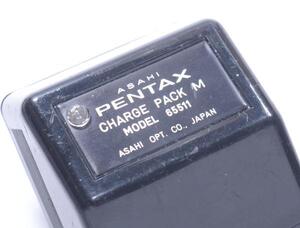 ASAHI
PENTAX
CHARGE PACK M
MODEL 65511
ASAHI OPT. CO., JAPAN